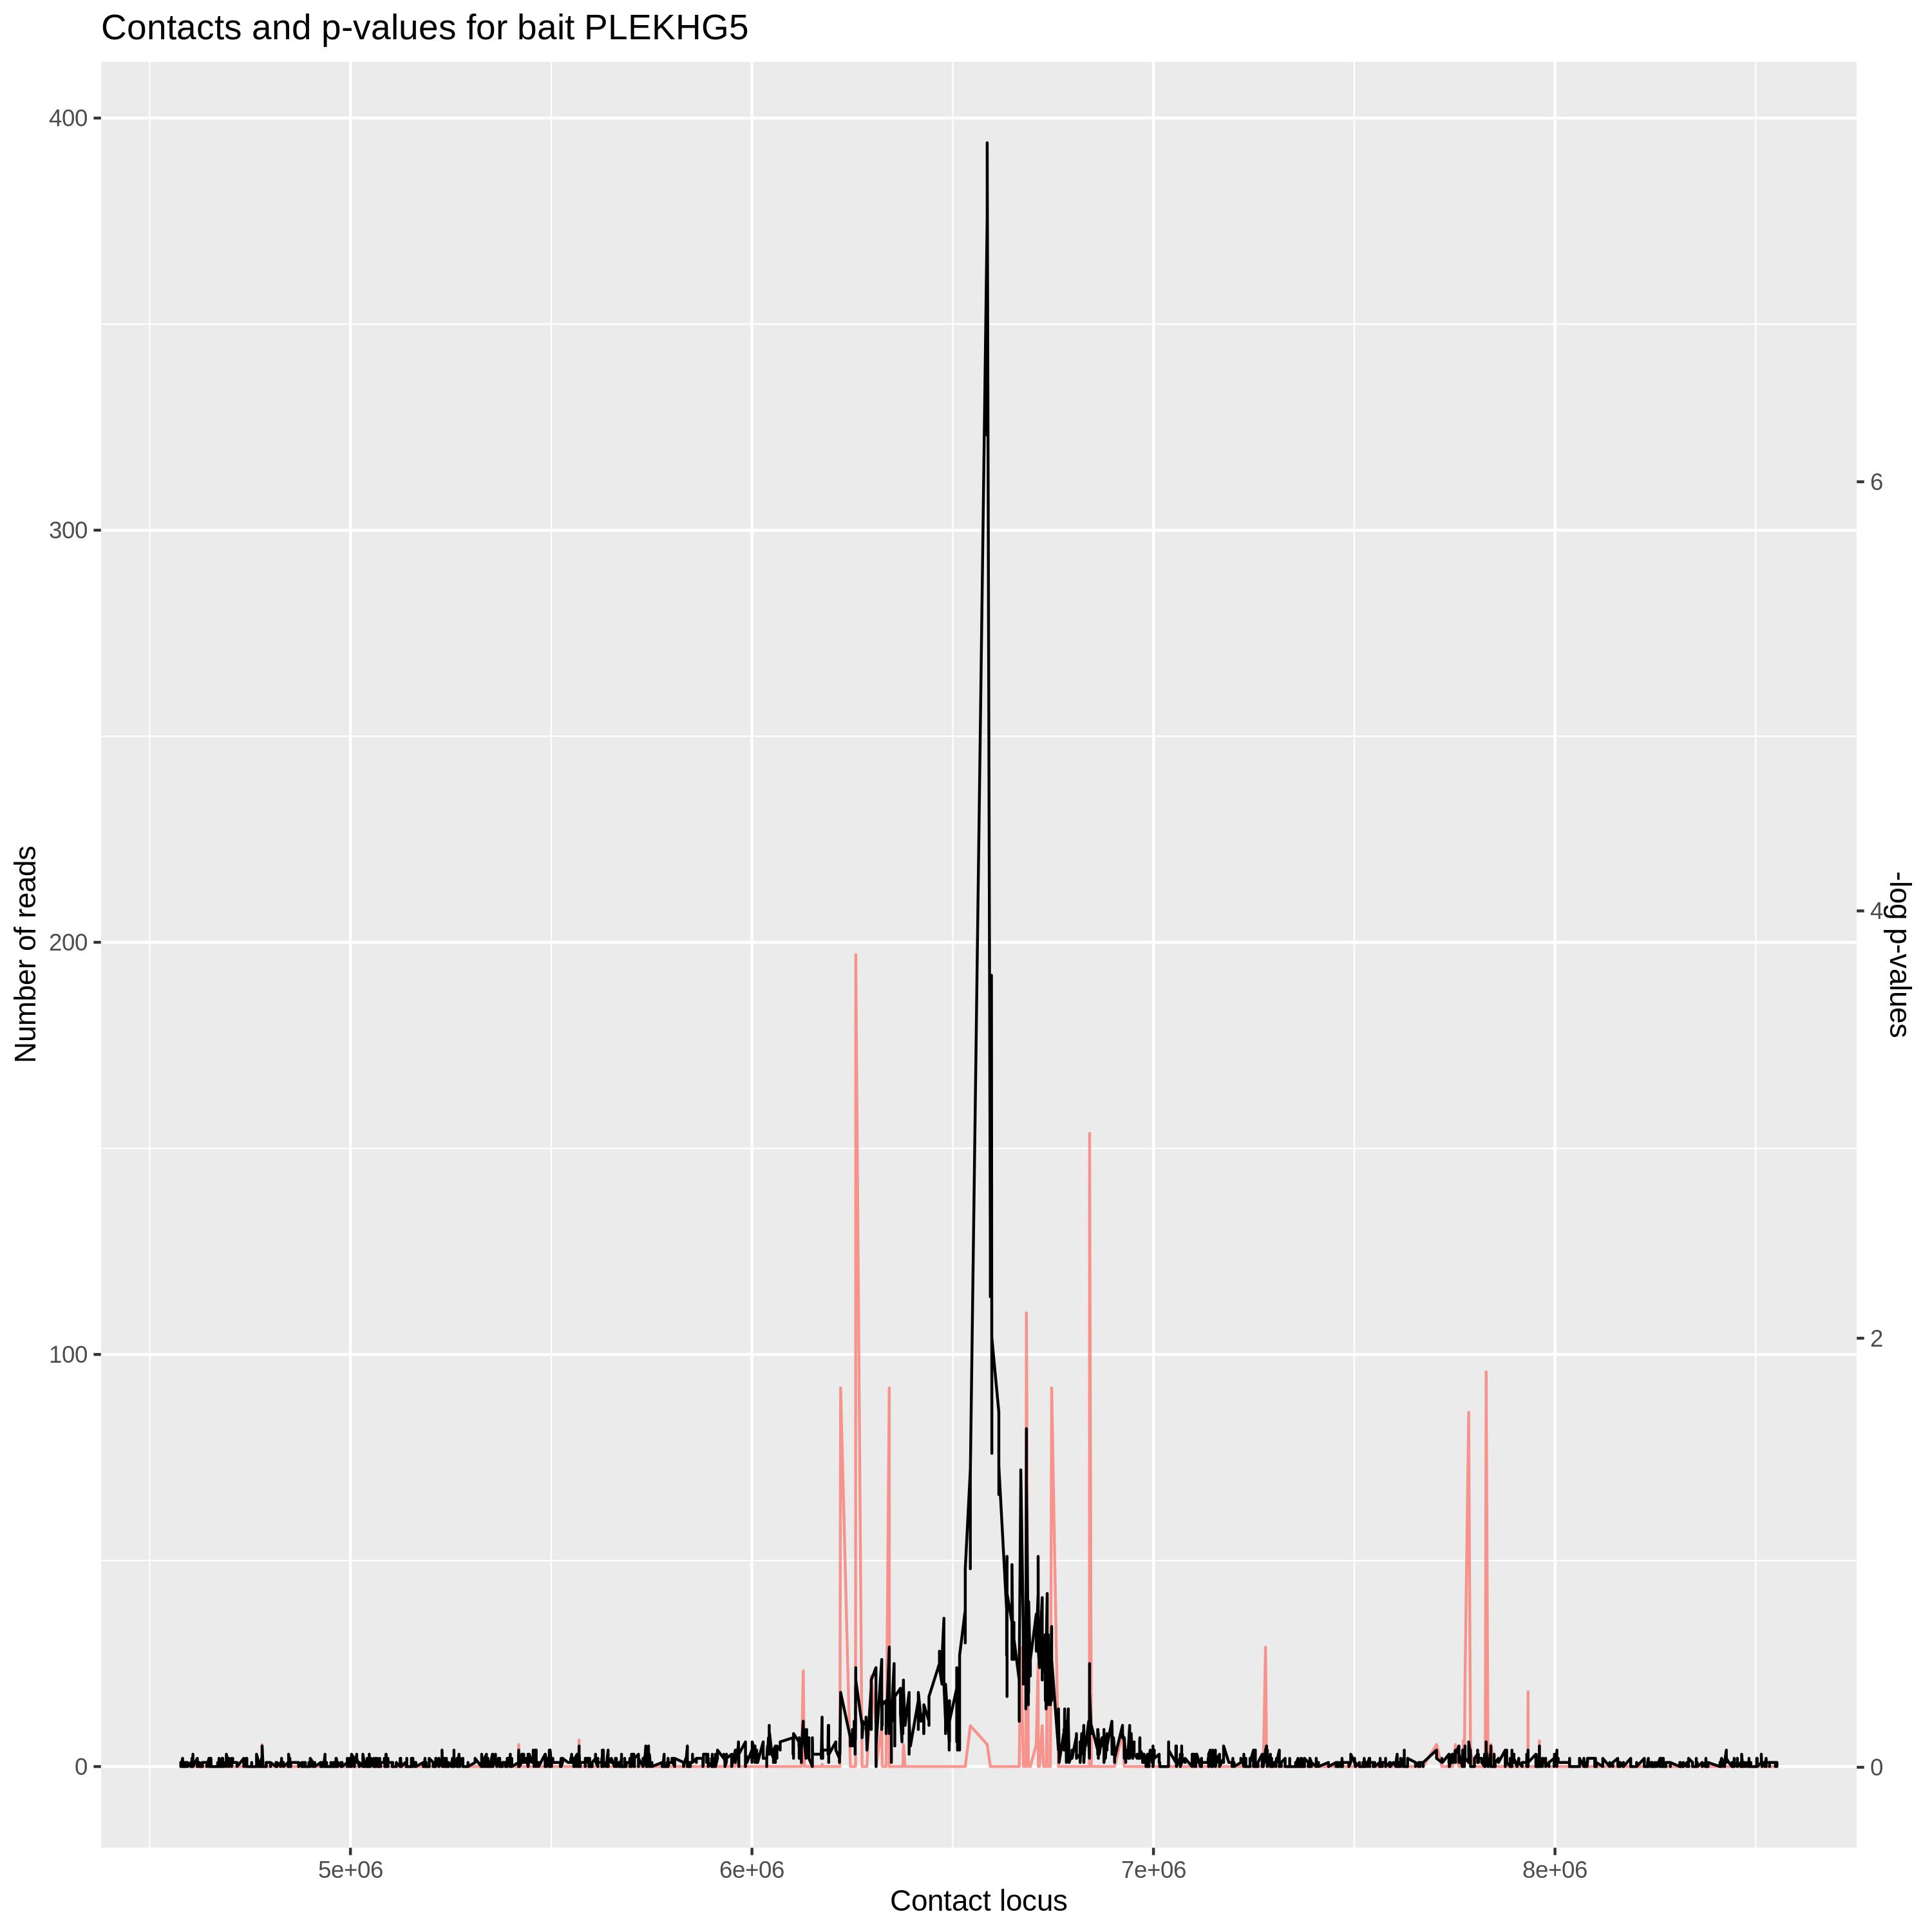 Contacts and p-values for bait PLEKHG5
400
300
200
100
0
Number of reads
6
4
2
0
-log p-values
5e+06
6e+06
7e+06
8e+06
Contact locus